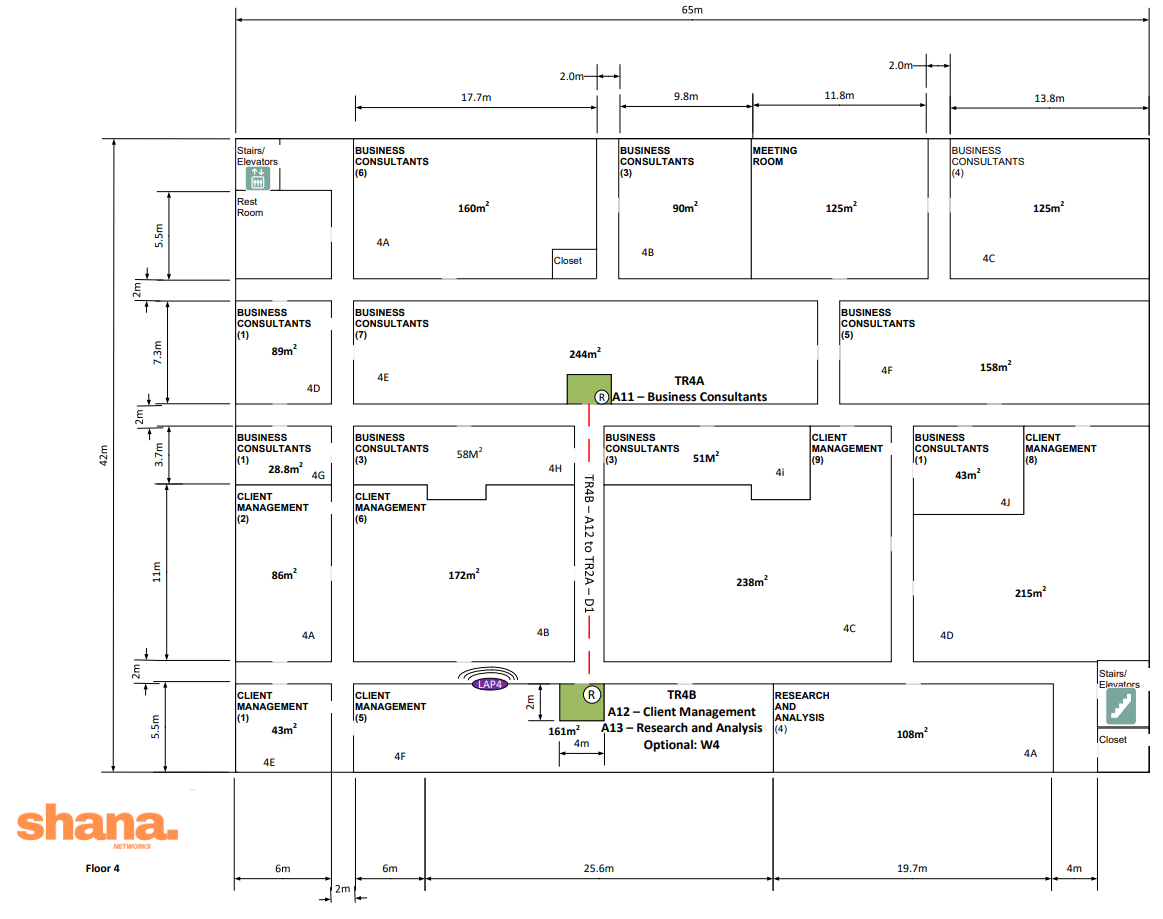 65m
2.0m
2.0m
17.7m
9.8m
11.8m
13.8m
Stairs/
Elevators
Rest
Room
BUSINESS
CONSULTANTS
(6)
160m²
4A
Closet
BUSINESS
CONSULTANTS
(3)
90m²
4B
MEETING
ROOM
125m²
BUSINESS
CONSULTANTS
(4)
125m²
4C
5.5m
2m
BUSINESS
CONSULTANTS
(1)
89m²
4D
BUSINESS
CONSULTANTS
(7)
244m²
4E
R
TR4A
A11 – Business Consultants
BUSINESS
CONSULTANTS
(5)
158m²
4F
7.3m
2m
42m
3.7m
BUSINESS
CONSULTANTS
(1)
28.8m²
4G
BUSINESS
CONSULTANTS
(3)
58M²
4H
BUSINESS
CONSULTANTS
(3)
51M²
4i
CLIENT
MANAGEMENT
(9)
BUSINESS
CONSULTANTS
(1)
43m²
4J
CLIENT
MANAGEMENT
(8)
TR4B – A12 to TR2A – D1
11m
CLIENT
MANAGEMENT
(2)
86m²
4A
CLIENT
MANAGEMENT
(6)
172m²
4B
238m²
4C
215m²
4D
2m
LAP4
5.5m
CLIENT
MANAGEMENT
(1)
43m²
4E
CLIENT
MANAGEMENT
(5)
4F
2m
R
161m²
4m
TR4B
A12 – Client Management
A13 – Research and Analysis
Optional: W4
RESEARCH
AND
ANALYSIS
(4)
108m²
4A
Stairs/
Elevators
Closet
shana.
NETWORKS
Floor 4
6m
2m
6m
25.6m
19.7m
4m